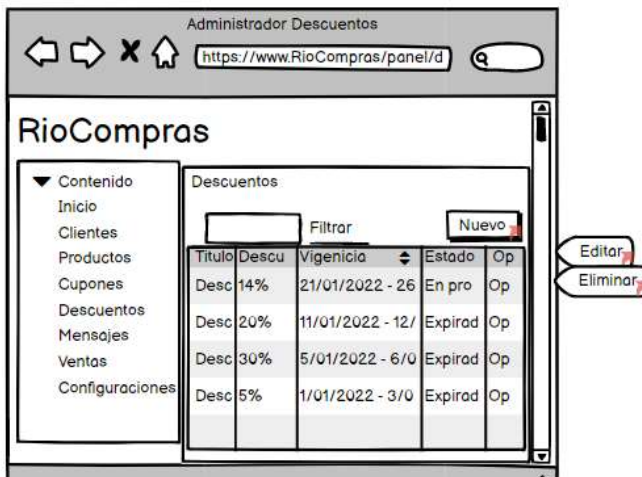 Administrador Descuentos
https://www.RioCompras/panel/d
RioCompras
Contenido
Inicio
Clientes
Productos
Cupones
Descuentos
Mensajes
Ventas
Configuraciones
Descuentos
Filtrar
Nuevo
Titulo Descu Vigenicia Estado Op
Desc 14% 21/01/2022 - 26 En pro Op
Desc 20% 11/01/2022 - 12/ Expirad Op
Desc 30% 5/01/2022 - 6/0 Expirad Op
Desc 5% 1/01/2022 - 3/0 Expirad Op
Editar
Eliminar